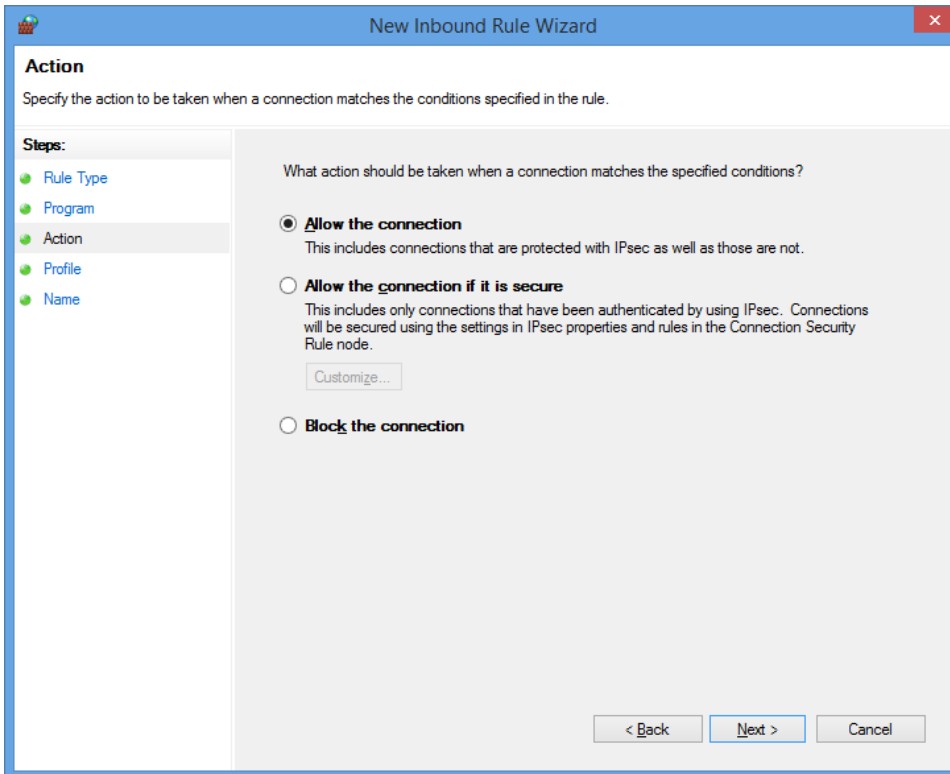 New Inbound Rule Wizard
Action
Specify the action to be taken when a connection matches the conditions specified in the rule.
Steps:
Rule Type
Program
Action
Profile
Name
What action should be taken when a connection matches the specified conditions?
Allow the connection
This includes connections that are protected with IPsec as well as those are not.
Allow the connection if it is secure
This includes only connections that have been authenticated by using IPsec. Connections
will be secured using the settings in IPsec properties and rules in the Connection Security
Rule node.
Customize...
Block the connection
< Back
Next >
Cancel